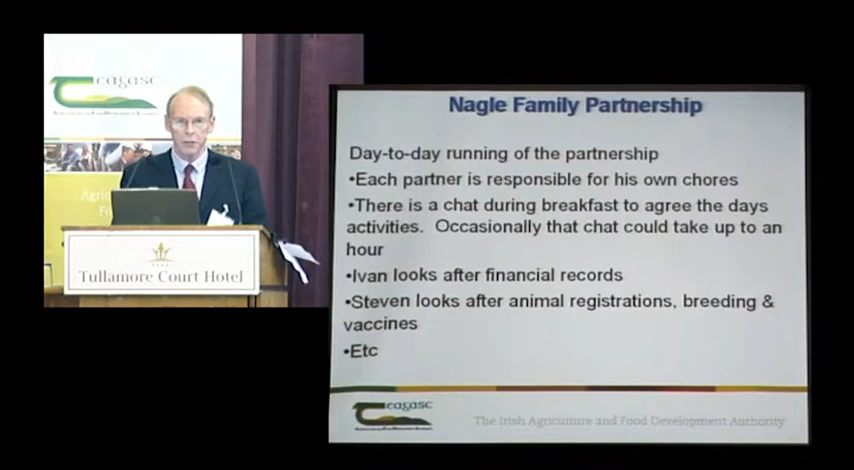 Teagasc
Agric
Fo
Tullamore Court Hotel
Nagle Family Partnership
Day-to-day running of the partnership
•Each partner is responsible for his own chores
•There is a chat during breakfast to agree the days
activities. Occasionally that chat could take up to an
hour
•Ivan looks after financial records
•Steven looks after animal registrations, breeding &
vaccines
•Etc
Teagasc
The Irish Agriculture and Food Development Authority